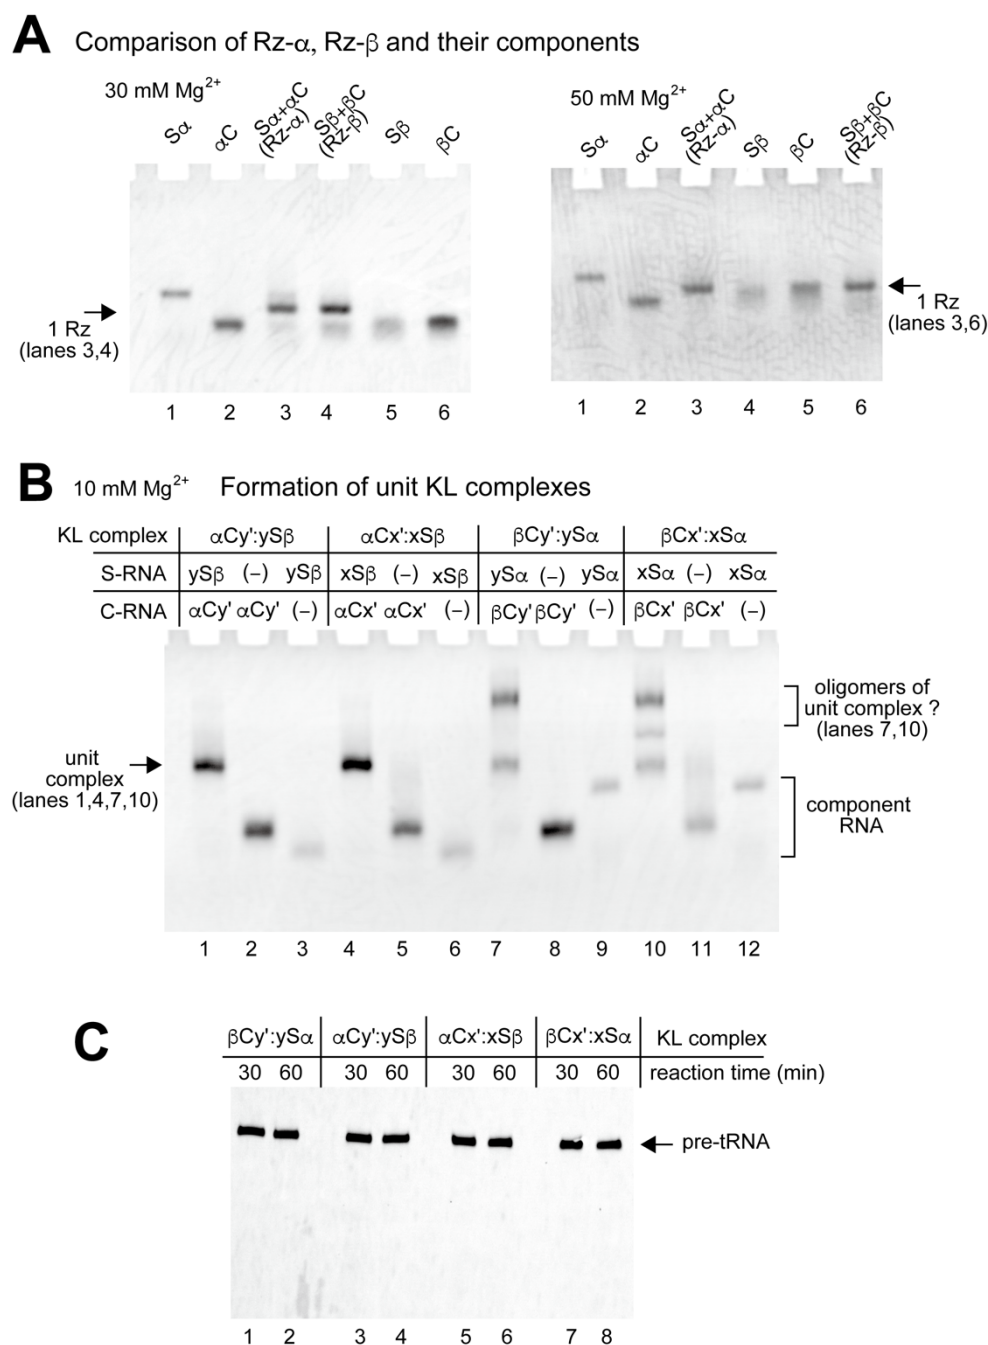 A Comparison of Rz-α, Rz-β and their components
30 mM Mg2+
Sα αC Sα+αC (Rz-α) Sβ+βC (Rz-β) Sβ βC
1 Rz
(lanes 3,4)
1 2 3 4 5 6
50 mM Mg2+
Sα αC Sα+αC (Rz-α) Sβ βC Sβ+βC (Rz-β)
1 Rz
(lanes 3,6)
1 2 3 4 5 6
B 10 mM Mg2+ Formation of unit KL complexes
KL complex αCy':ySβ αCx':xSβ βCy':ySα βCx':xSα
S-RNA ySβ (−) ySβ xSβ (−) xSβ ySα (−) ySα xSα (−) xSα
C-RNA αCy' αCy' (−) αCx' αCx' (−) βCy' βCy' (−) βCx' βCx' (−)
unit
complex
(lanes 1,4,7,10)
oligomers of
unit complex ?
(lanes 7,10)
component
RNA
1 2 3 4 5 6 7 8 9 10 11 12
C
βCy':ySα αCy':ySβ αCx':xSβ βCx':xSα KL complex
30 60 30 60 30 60 30 60 reaction time (min)
pre-tRNA
1 2 3 4 5 6 7 8